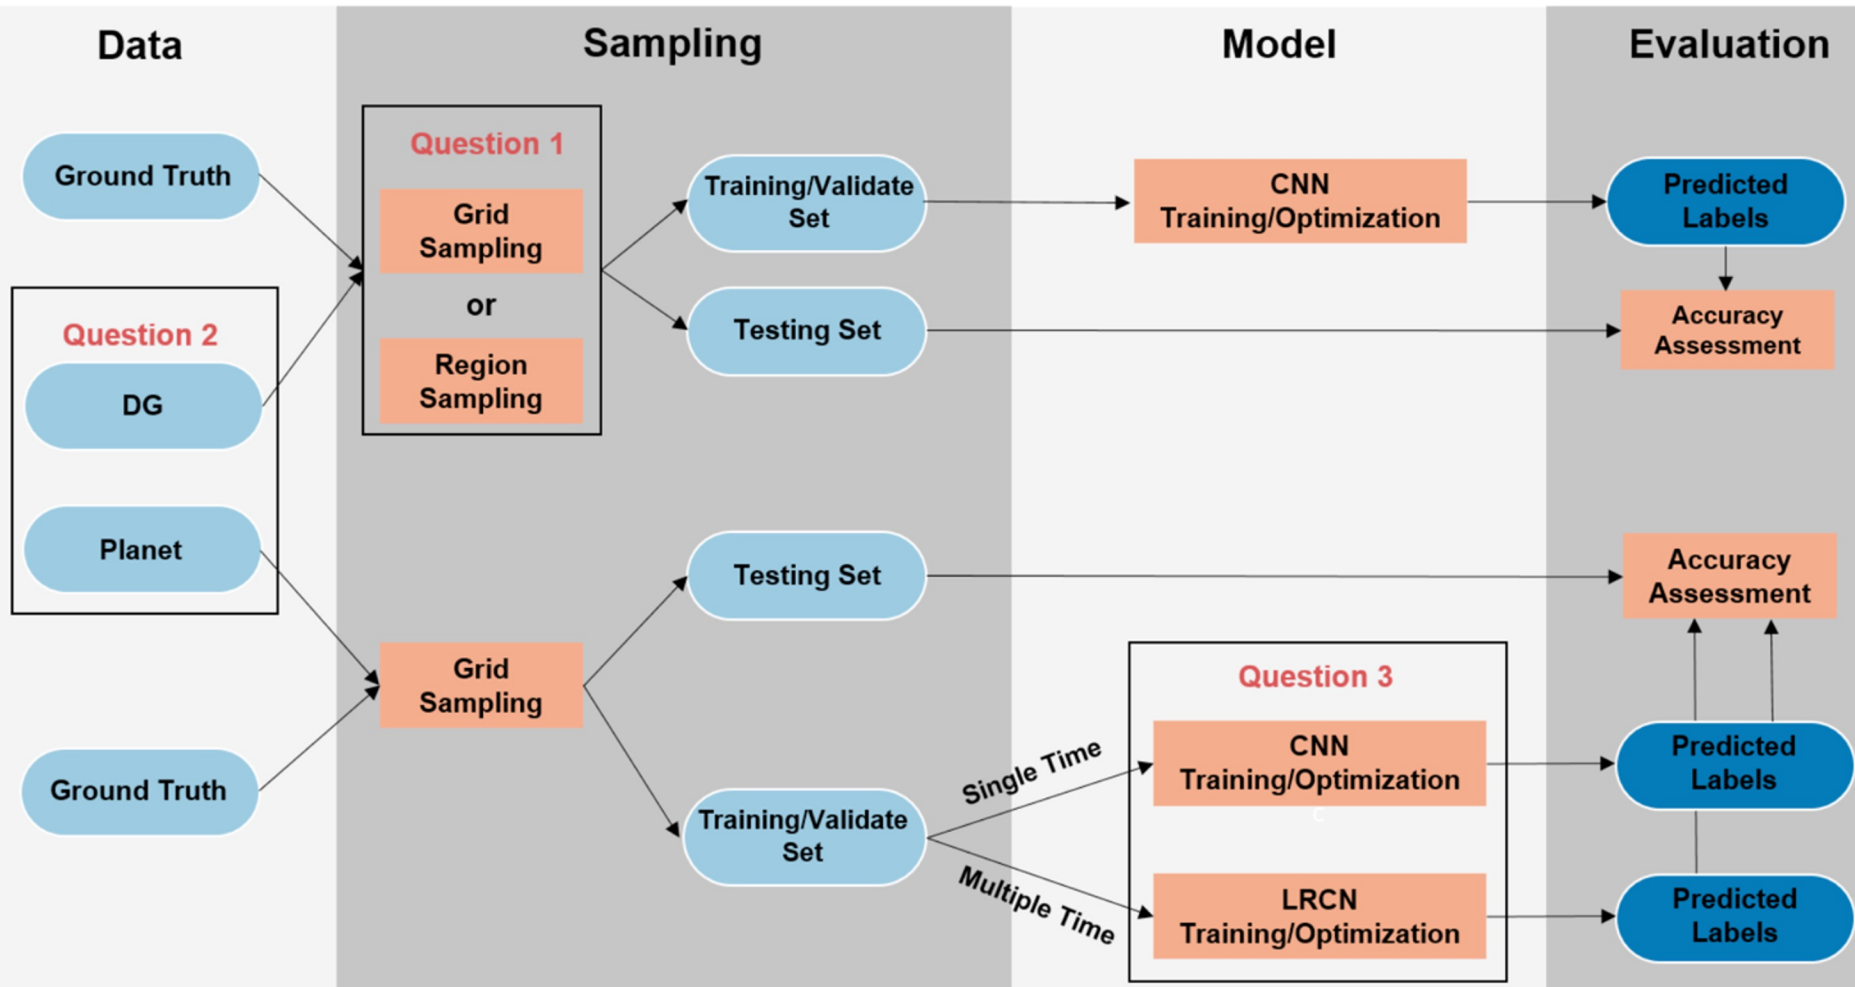 Data
Sampling
Model
Evaluation
Ground Truth
Question 2
DG
Planet
Ground Truth
Question 1
Grid
Sampling
or
Region
Sampling
Training/Validate
Set
Testing Set
CNN
Training/Optimization
Predicted
Labels
Accuracy
Assessment
Grid
Sampling
Testing Set
Training/Validate
Set
Single Time
Multiple Time
Question 3
CNN
Training/Optimization
c
LRCN
Training/Optimization
Accuracy
Assessment
Predicted
Labels
Predicted
Labels